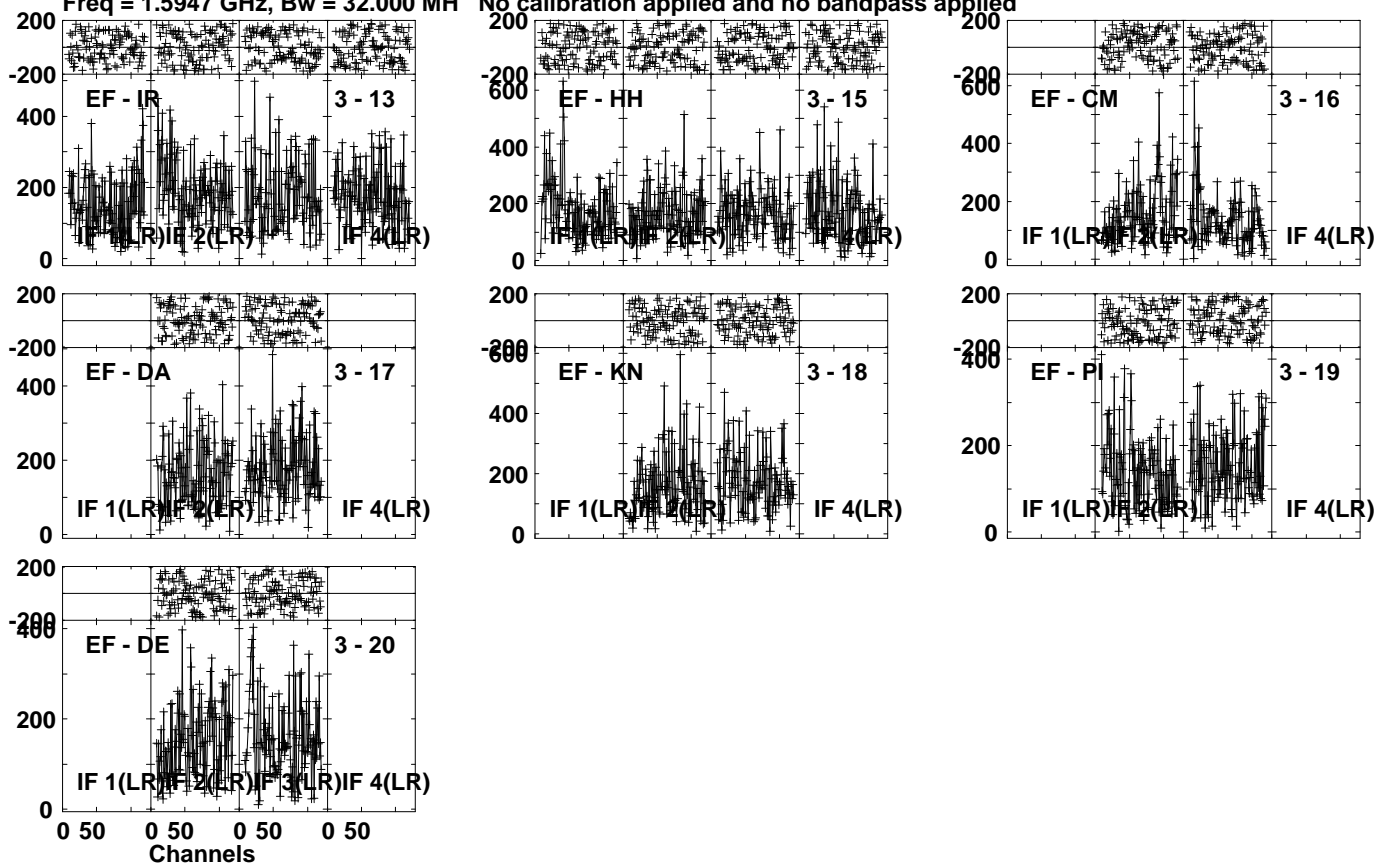 Freq = 1.5947 GHz, Bw = 32.000 MH No calibration applied and no bandpass applied
200
-200
EF - IR 3 - 13
400
200
0
IF 1(LR) IF 2(LR) IF 4(LR)
200
-200
600
EF - HH 3 - 15
400
200
0
IF 1(LR) IF 2(LR) IF 4(LR)
200
-200
600
EF - CM 3 - 16
400
200
0
IF 1(LR) IF 2(LR) IF 4(LR)
200
-200
EF - DA 3 - 17
400
200
0
IF 1(LR) IF 2(LR) IF 4(LR)
200
-200
600
EF - KN 3 - 18
400
200
0
IF 1(LR) IF 2(LR) IF 4(LR)
200
-200
400
EF - PI 3 - 19
200
0
IF 1(LR) IF 2(LR) IF 4(LR)
200
-200
400
EF - DE 3 - 20
200
0
IF 1(LR) IF 2(LR) IF 3(LR) IF 4(LR)
0 50 0 50 0 50 0 50
Channels